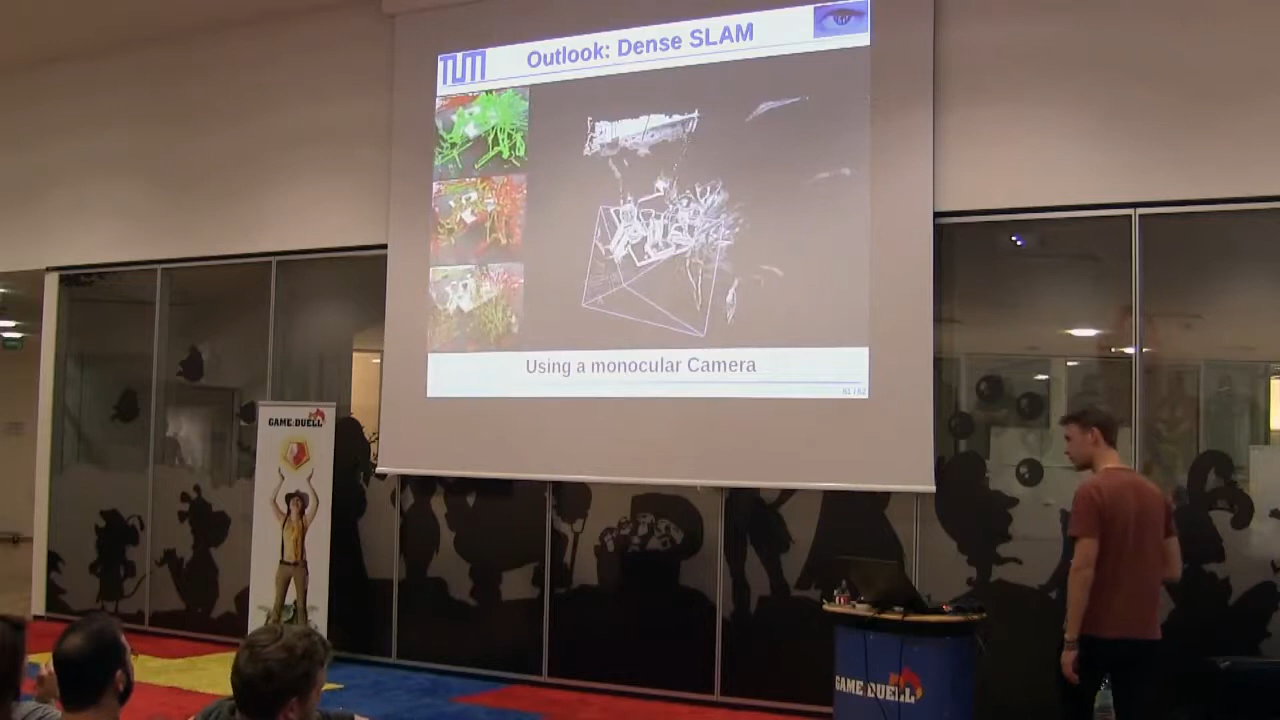 TUM
Outlook: Dense SLAM
Using a monocular Camera
GAME DUELL
GAME DUELL